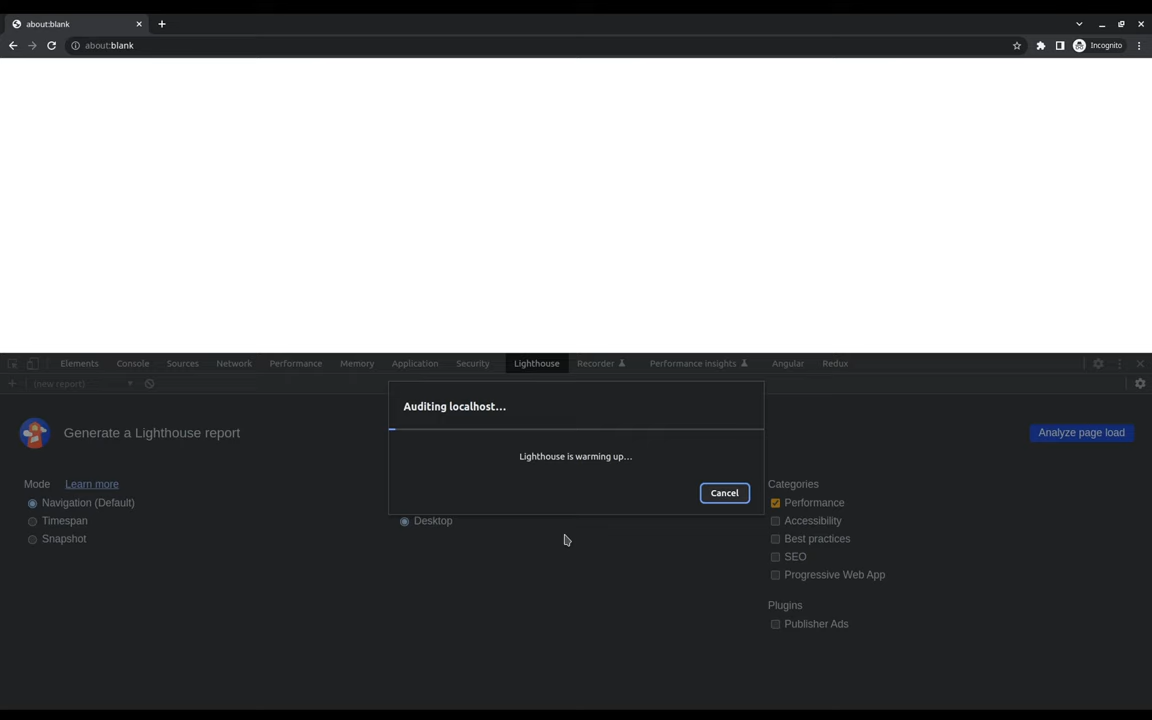 about:blank
about:blank
Incognito
Elements Console Sources Network Performance Memory Application Security Lighthouse Recorder Performance insights Angular Redux
(new report)
Auditing localhost...
Generate a Lighthouse report
Analyze page load
Lighthouse is warming up...
Cancel
Mode Learn more
Navigation (Default)
Timespan
Snapshot
Desktop
Categories
Performance
Accessibility
Best practices
SEO
Progressive Web App
Plugins
Publisher Ads